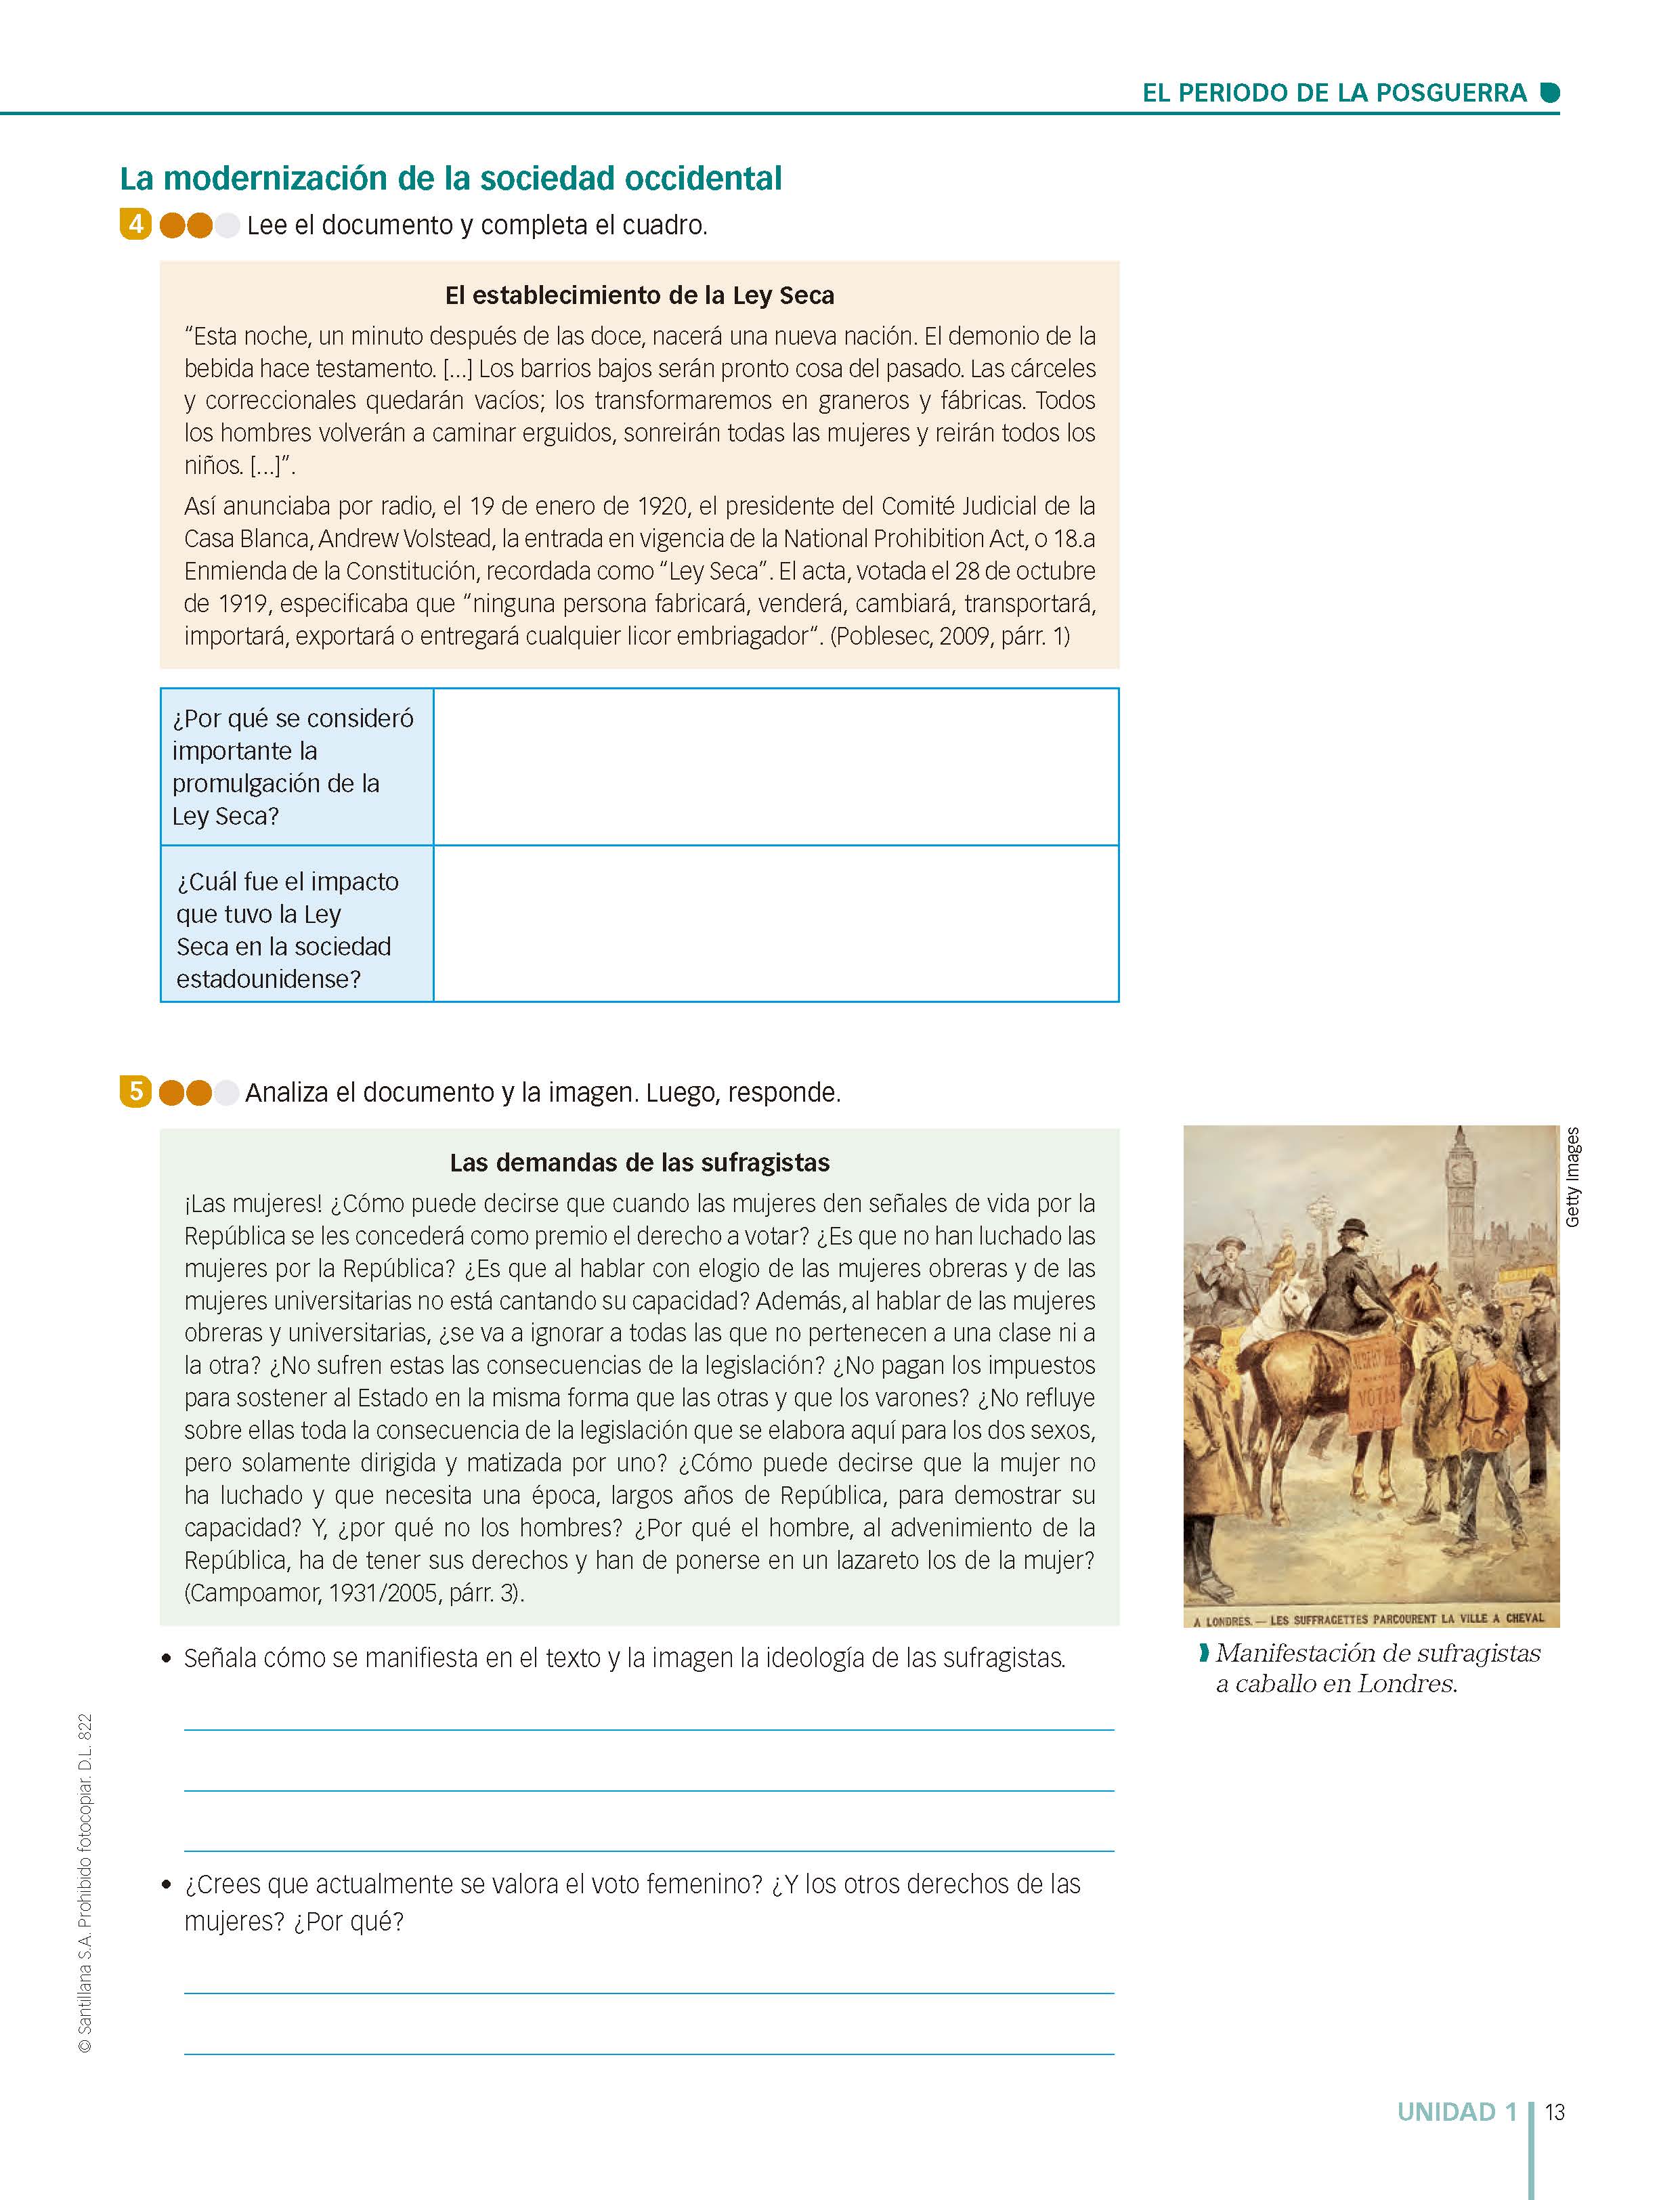 EL PERIODO DE LA POSGUERRA
La modernización de la sociedad occidental
4 Lee el documento y completa el cuadro.
El establecimiento de la Ley Seca
“Esta noche, un minuto después de las doce, nacerá una nueva nación. El demonio de la
bebida hace testamento. [...] Los barrios bajos serán pronto cosa del pasado. Las cárceles
y correccionales quedarán vacíos; los transformaremos en graneros y fábricas. Todos
los hombres volverán a caminar erguidos, sonreirán todas las mujeres y reirán todos los
niños. [...]”.
Así anunciaba por radio, el 19 de enero de 1920, el presidente del Comité Judicial de la
Casa Blanca, Andrew Volstead, la entrada en vigencia de la National Prohibition Act, o 18.a
Enmienda de la Constitución, recordada como “Ley Seca”. El acta, votada el 28 de octubre
de 1919, especificaba que “ninguna persona fabricará, venderá, cambiará, transportará,
importará, exportará o entregará cualquier licor embriagador“. (Poblesec, 2009, párr. 1)
¿Por qué se consideró
importante la
promulgación de la
Ley Seca?
¿Cuál fue el impacto
que tuvo la Ley
Seca en la sociedad
estadounidense?
5 Analiza el documento y la imagen. Luego, responde.
Las demandas de las sufragistas
¡Las mujeres! ¿Cómo puede decirse que cuando las mujeres den señales de vida por la
República se les concederá como premio el derecho a votar? ¿Es que no han luchado las
mujeres por la República? ¿Es que al hablar con elogio de las mujeres obreras y de las
mujeres universitarias no está cantando su capacidad? Además, al hablar de las mujeres
obreras y universitarias, ¿se va a ignorar a todas las que no pertenecen a una clase ni a
la otra? ¿No sufren estas las consecuencias de la legislación? ¿No pagan los impuestos
para sostener al Estado en la misma forma que las otras y que los varones? ¿No refluye
sobre ellas toda la consecuencia de la legislación que se elabora aquí para los dos sexos,
pero solamente dirigida y matizada por uno? ¿Cómo puede decirse que la mujer no
ha luchado y que necesita una época, largos años de República, para demostrar su
capacidad? Y, ¿por qué no los hombres? ¿Por qué el hombre, al advenimiento de la
República, ha de tener sus derechos y han de ponerse en un lazareto los de la mujer?
(Campoamor, 1931/2005, párr. 3).
Getty Images
VOTES
A LONDRES. — LES SUFFRAGETTES PARCOURENT LA VILLE A CHEVAL
Manifestación de sufragistas
a caballo en Londres.
• Señala cómo se manifiesta en el texto y la imagen la ideología de las sufragistas.
• ¿Crees que actualmente se valora el voto femenino? ¿Y los otros derechos de las
mujeres? ¿Por qué?
© Santillana S.A. Prohibido fotocopiar. D.L. 822
UNIDAD 1 13